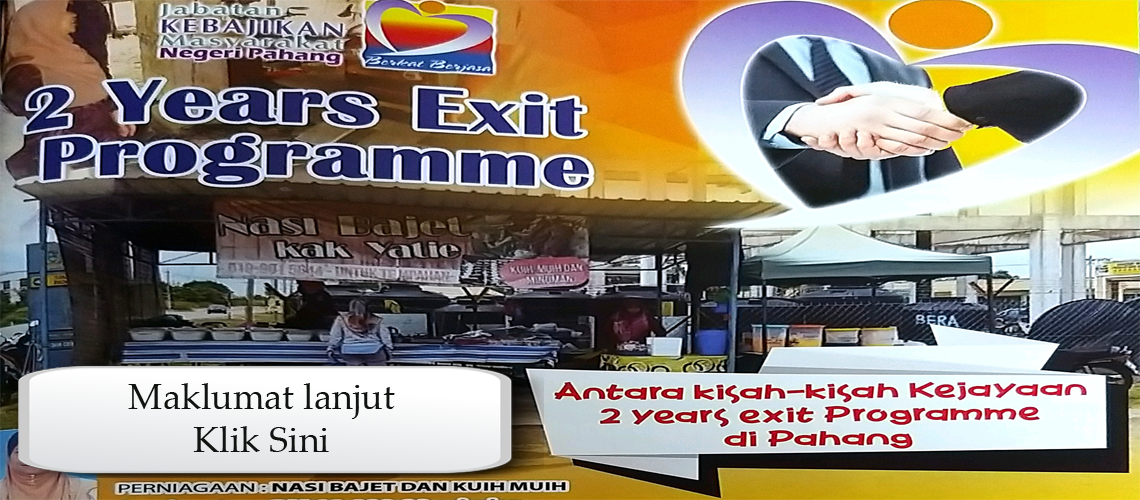 Jabatan
KEBAJIKAN
Masyarakat
Negeri Pahang
Berkat Berjasa
2 Years Exit
Programme
Nasi Bajet
Kak Yatie
UNTUK TEMPAHAN
KUIH MUIH DAN
MINUMAN
BERA
Maklumat lanjut
Klik Sini
Antara kisah-kisah Kejayaan
2 years exit Programme
di Pahang
PERNIAGAAN : NASI BAJET DAN KUIH MUIH